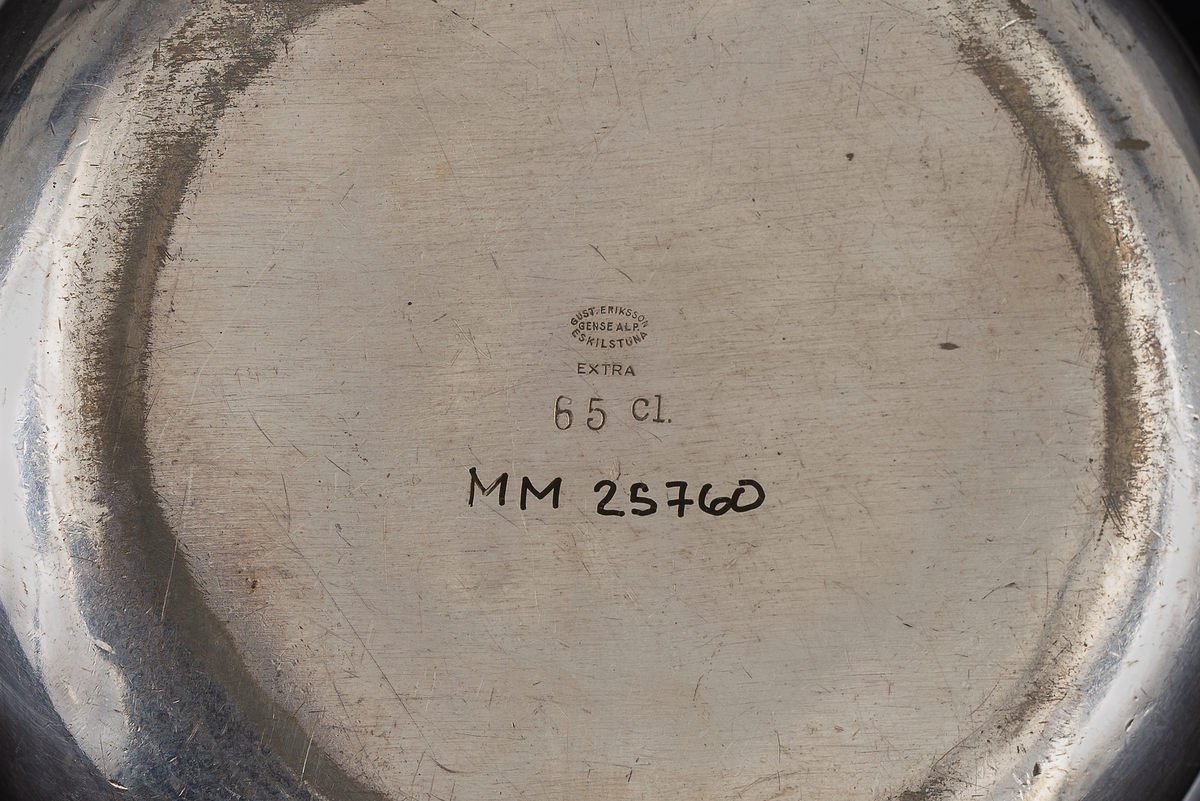 GUST. ERIKSSON
GENSE ALP.
ESKILSTUNA
EXTRA
65 Cl.
MM 25760